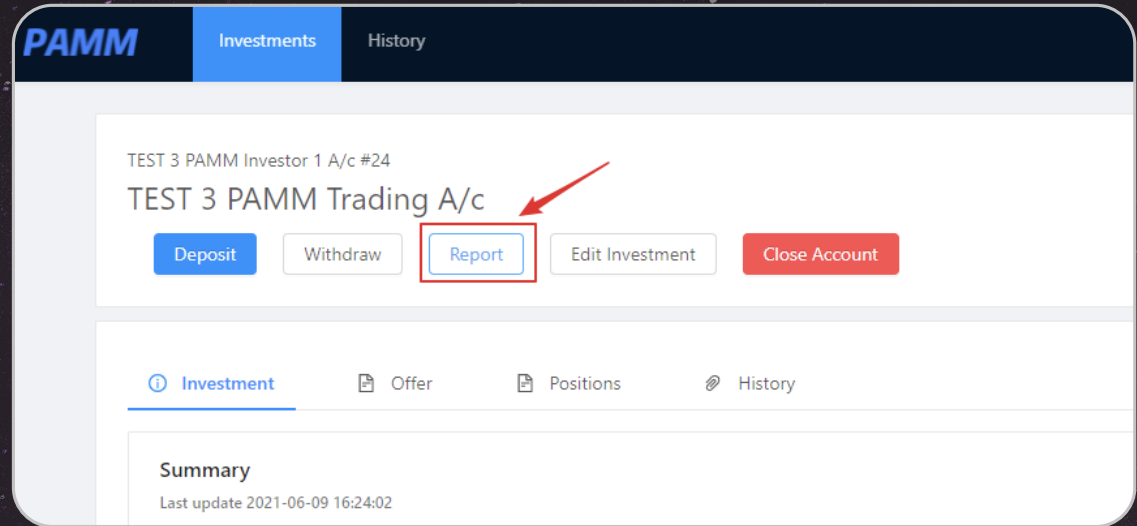 PAMM Investments History
TEST 3 PAMM Investor 1 A/c #24
TEST 3 PAMM Trading A/c
Deposit Withdraw Report Edit Investment Close Account
Investment Offer Positions History
Summary
Last update 2021-06-09 16:24:02